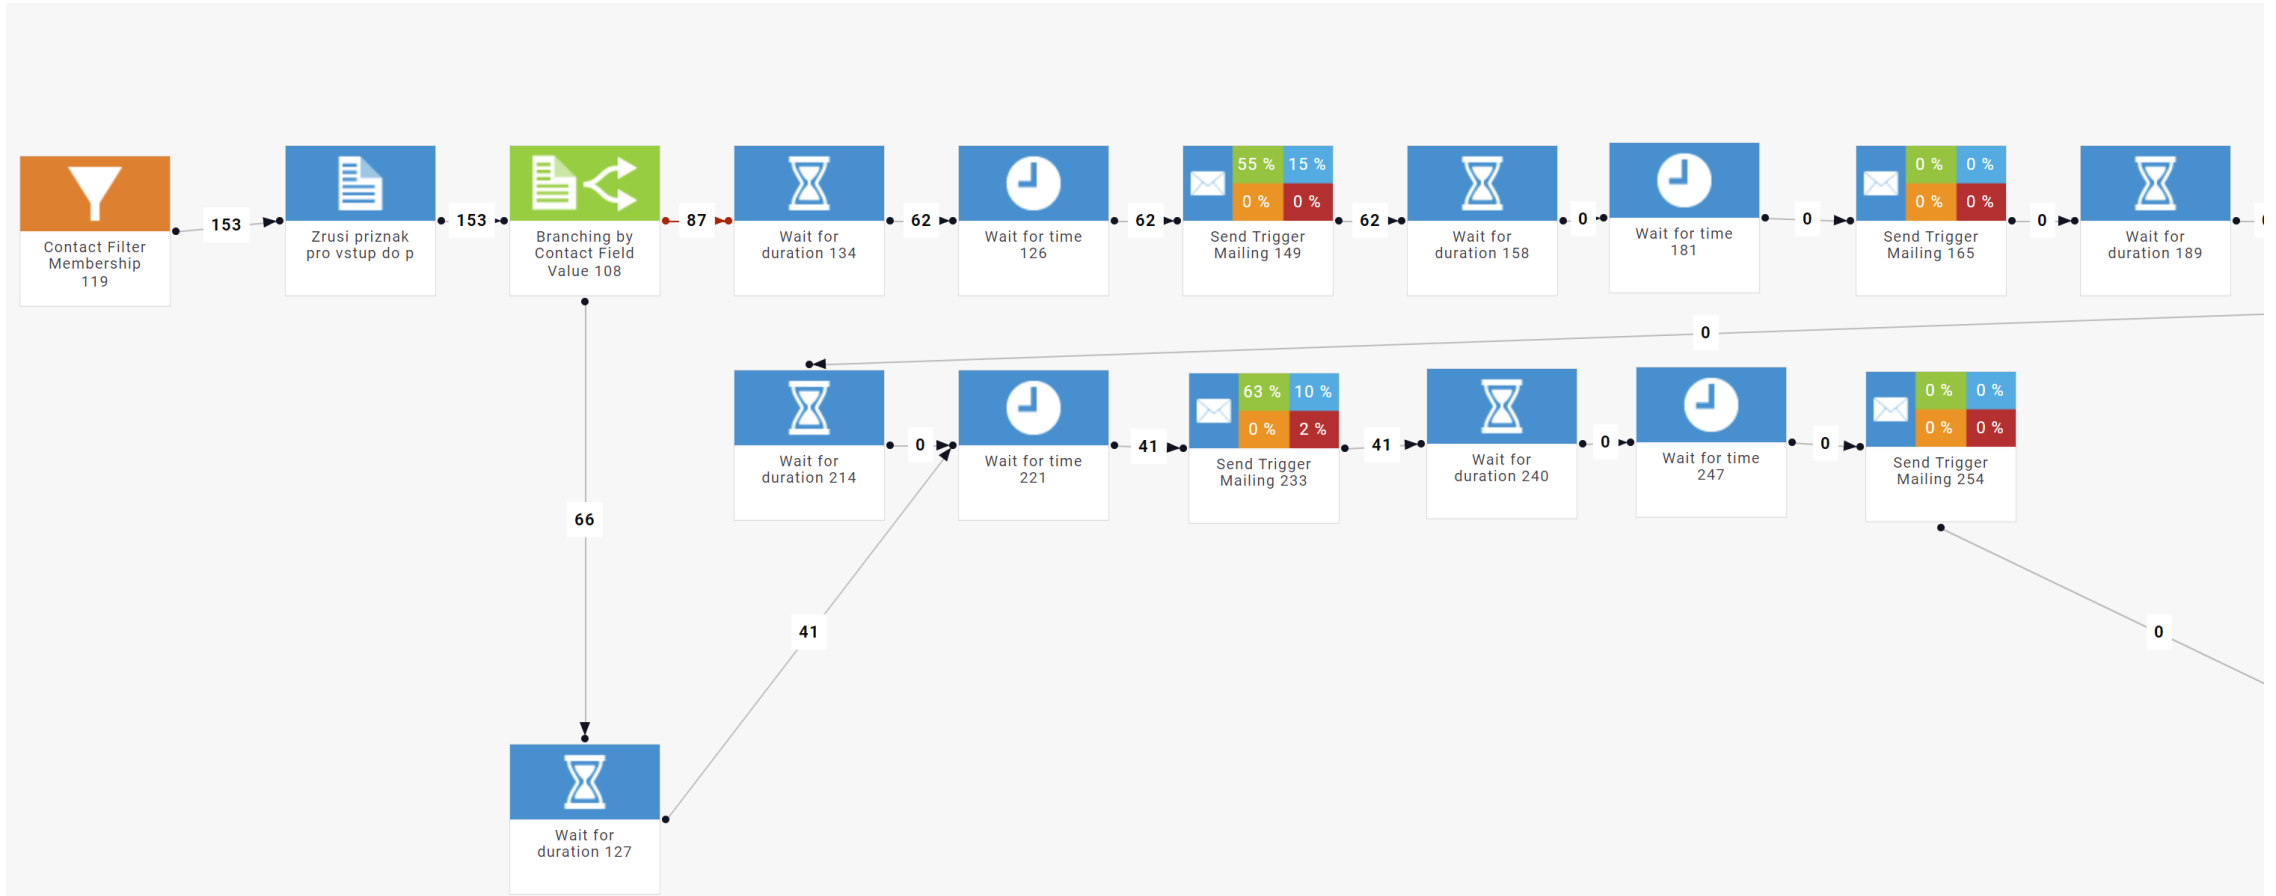 153
153
87
62
62
62
0
0
0
55 %
15 %
0 %
0 %
0 %
0 %
0 %
0 %
Contact Filter
Membership
119
Zrusi priznak
pro vstup do p
Branching by
Contact Field
Value 108
Wait for
duration 134
Wait for time
126
Send Trigger
Mailing 149
Wait for
duration 158
Wait for time
181
Send Trigger
Mailing 165
Wait for
duration 189
0
63 %
10 %
0 %
2 %
0 %
0 %
0 %
0 %
0
41
41
0
0
Wait for
duration 214
Wait for time
221
Send Trigger
Mailing 233
Wait for
duration 240
Wait for time
247
Send Trigger
Mailing 254
66
41
0
Wait for
duration 127